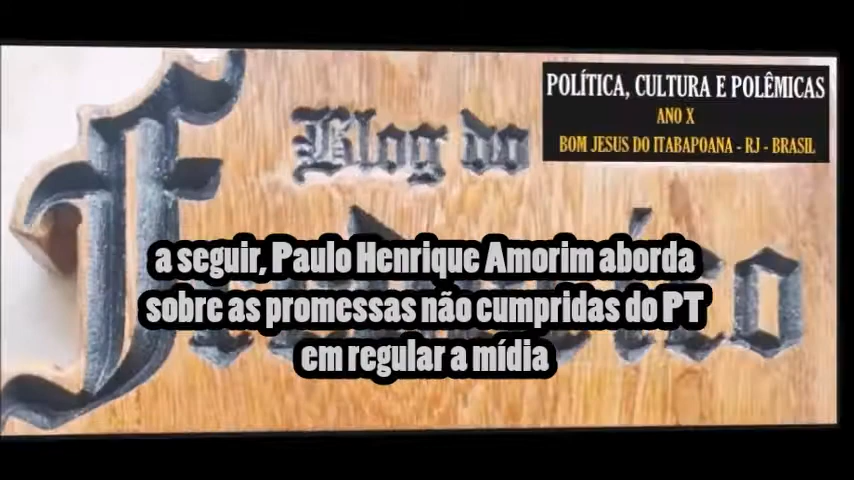 POLÍTICA, CULTURA E POLÊMICAS
ANO X
BOM JESUS DO ITABAPOANA - RJ - BRASIL
Blog do
a seguir, Paulo Henrique Amorim aborda
sobre as promessas não cumpridas do PT
em regular a mídia